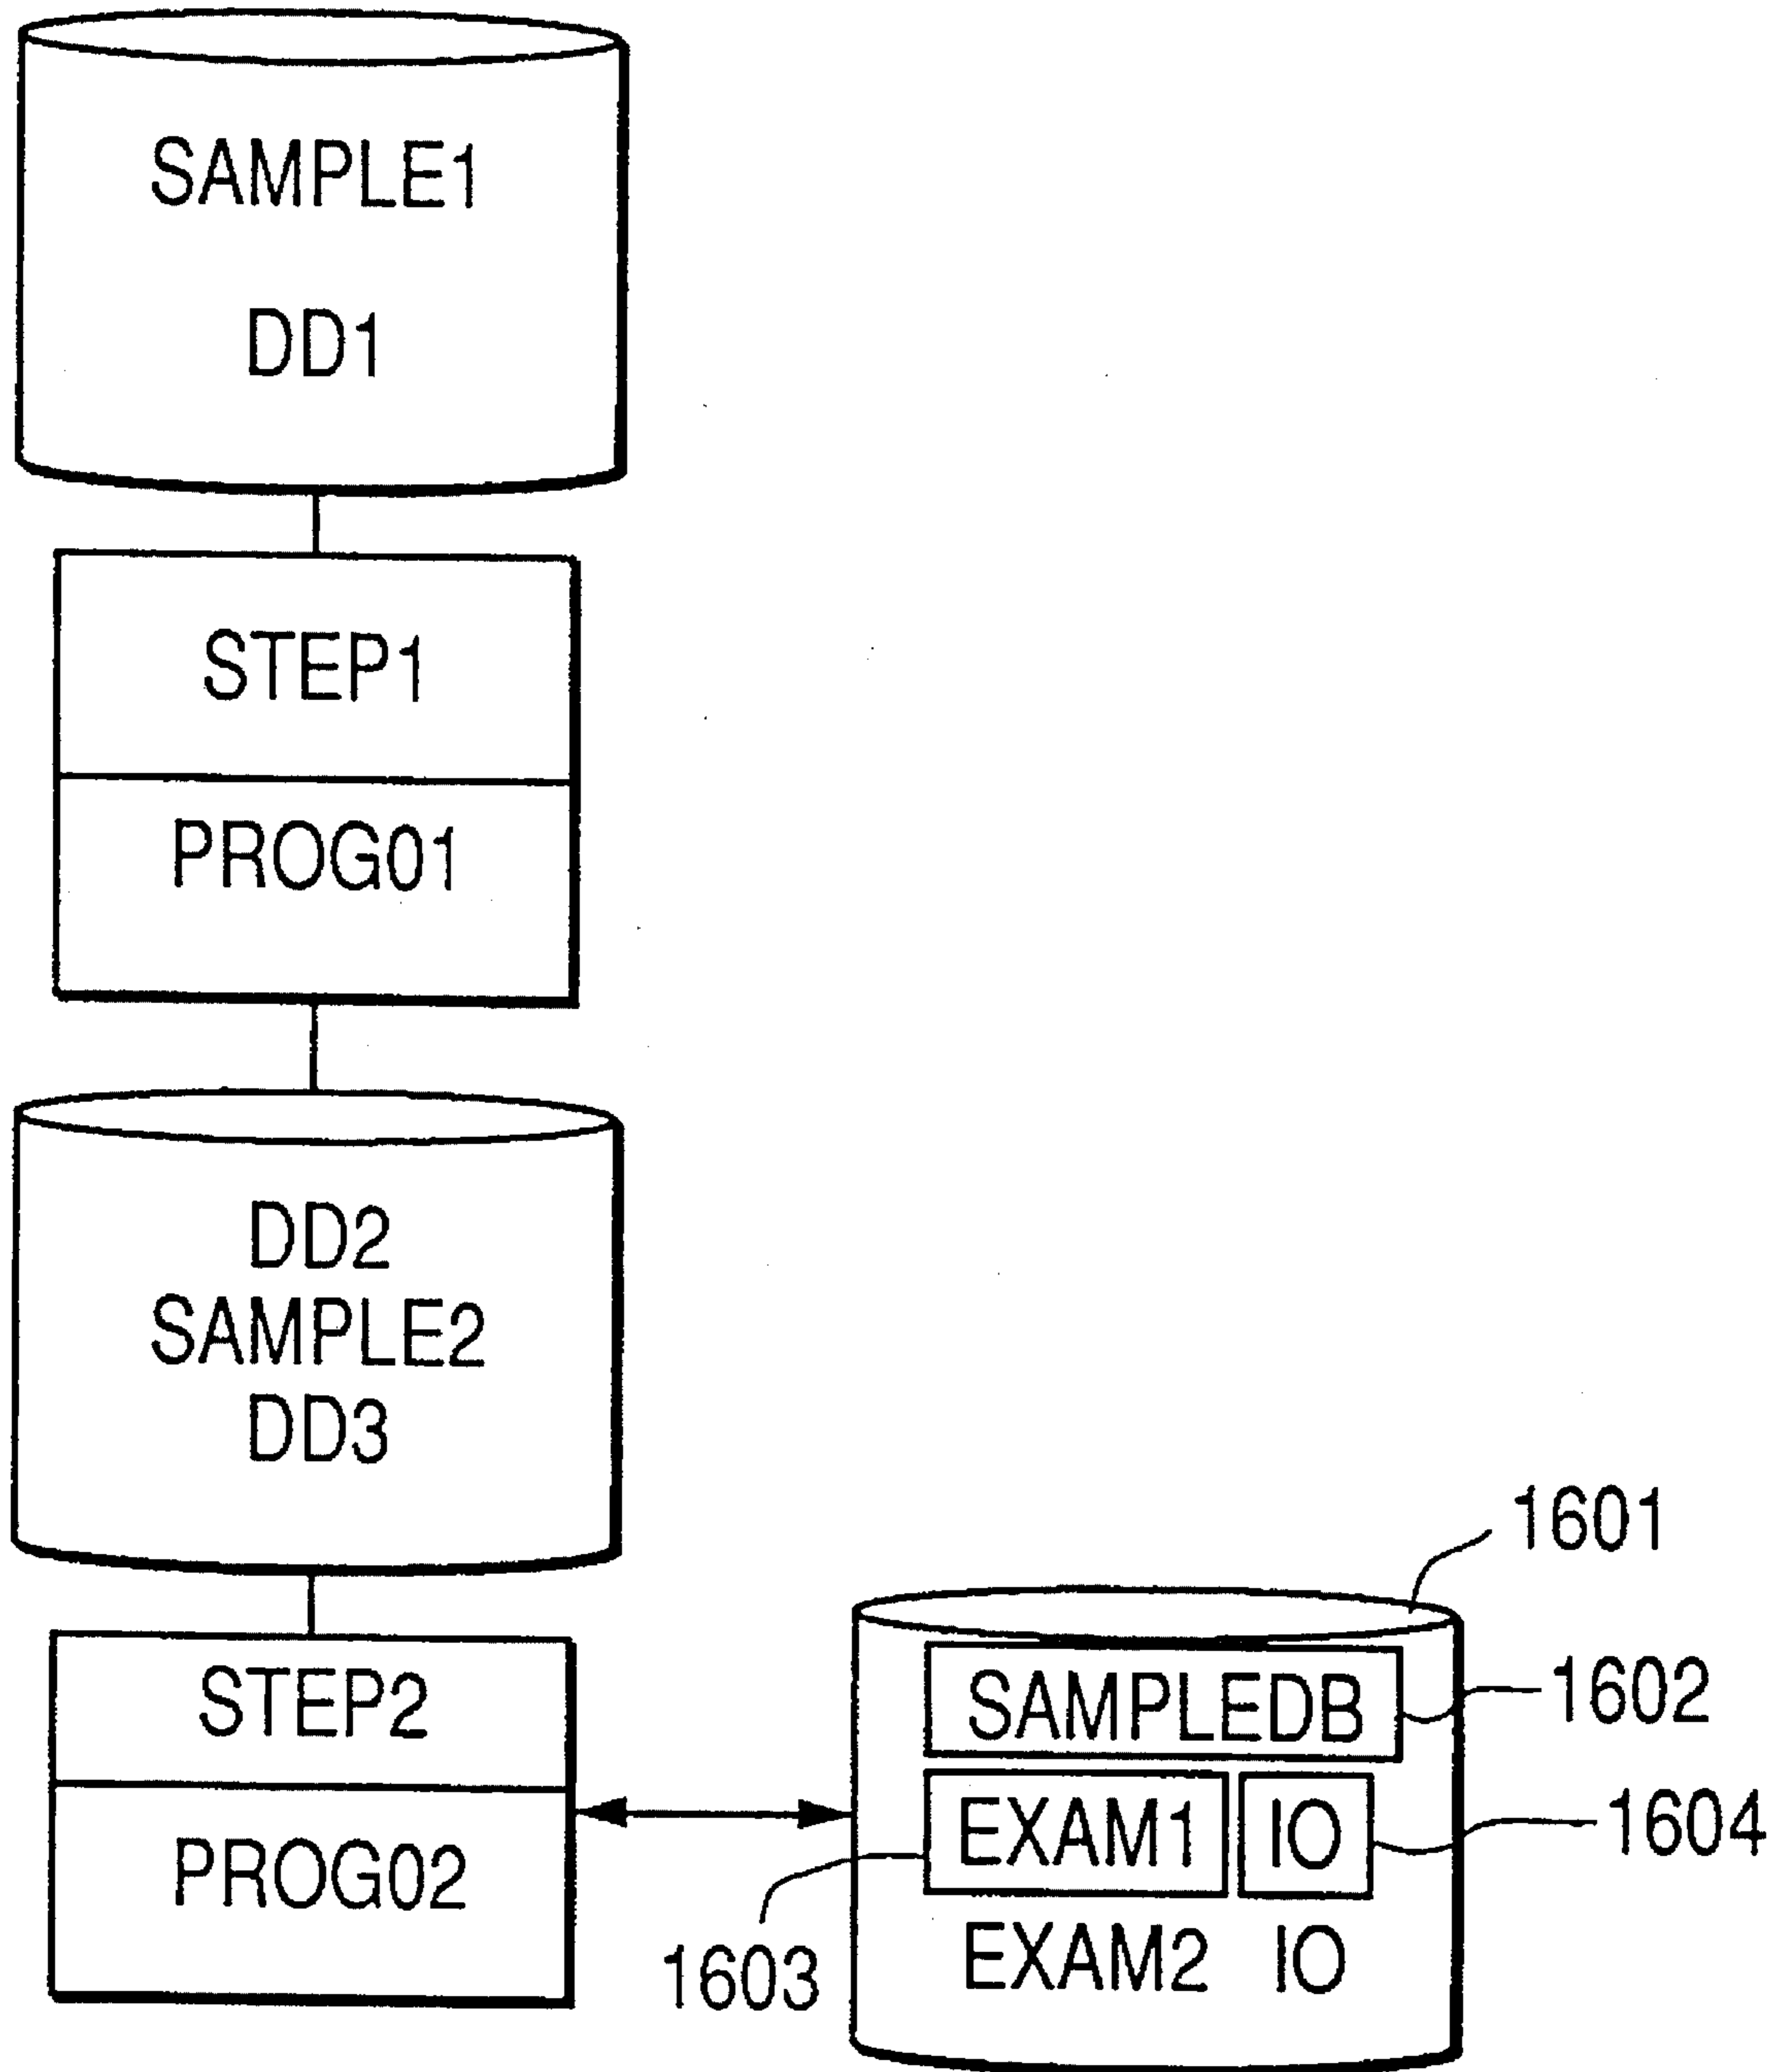 SAMPLE1
DD1
STEP1
PROG01
DD2
SAMPLE2
DD3
STEP2
PROG02
1601
SAMPLEDB
1602
EXAM1 IO
1604
1603
EXAM2 IO